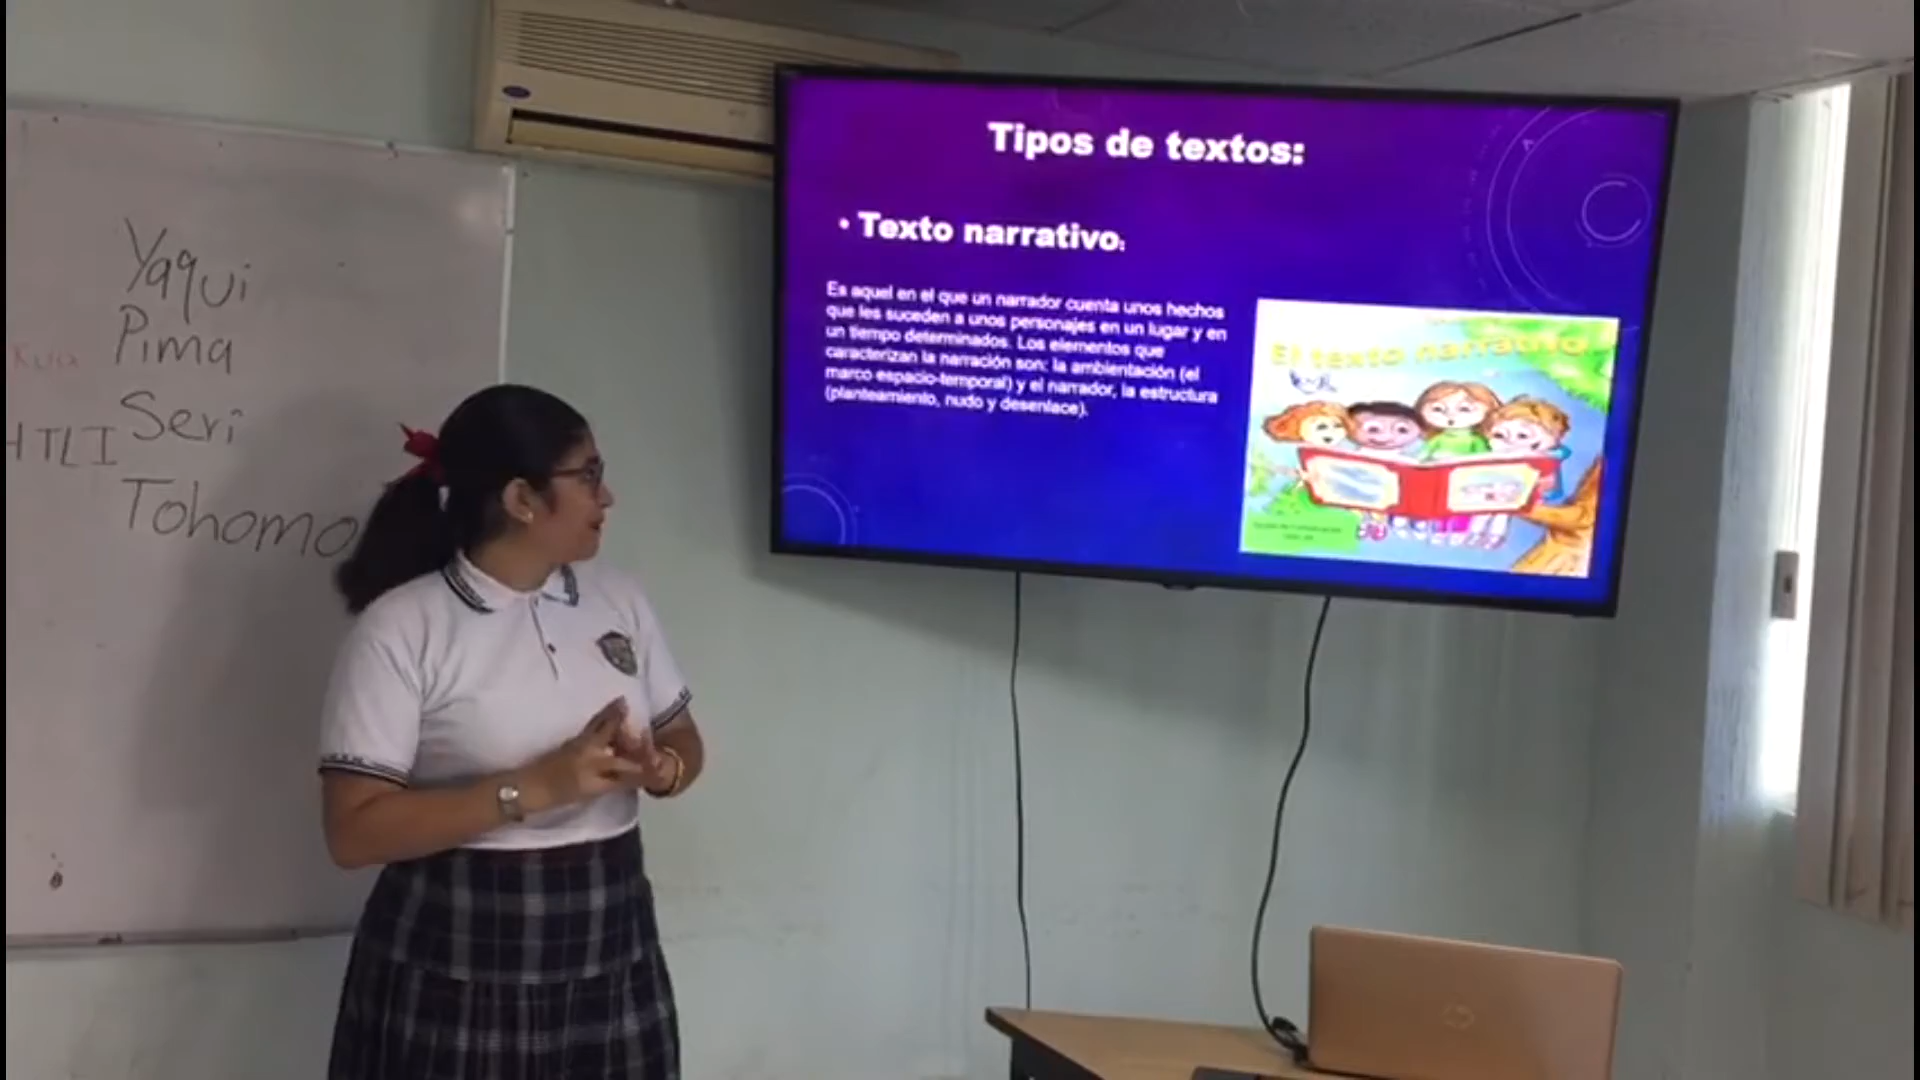 Yaqui
Pima
HTLI Seri
Tohomo
Tipos de textos:
• Texto narrativo:
Es aquel en el que un narrador cuenta unos hechos
que les suceden a unos personajes en un lugar y en
un tiempo determinados. Los elementos que
caracterizan la narración son: la ambientación (el
marco espacio-temporal) y el narrador, la estructura
(planteamiento, nudo y desenlace).
El texto narrativo
hp